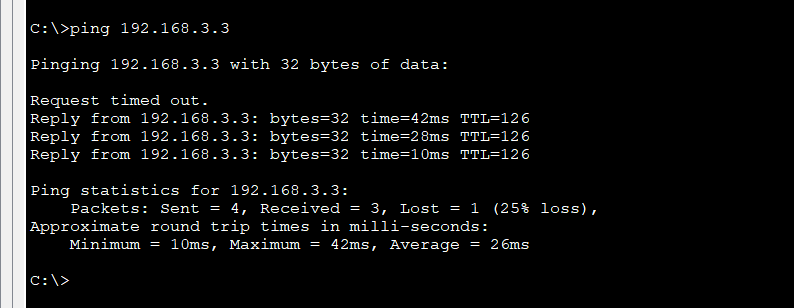 C:\>ping 192.168.3.3
Pinging 192.168.3.3 with 32 bytes of data:
Request timed out.
Reply from 192.168.3.3: bytes=32 time=42ms TTL=126
Reply from 192.168.3.3: bytes=32 time=28ms TTL=126
Reply from 192.168.3.3: bytes=32 time=10ms TTL=126
Ping statistics for 192.168.3.3:
    Packets: Sent = 4, Received = 3, Lost = 1 (25% loss),
Approximate round trip times in milli-seconds:
    Minimum = 10ms, Maximum = 42ms, Average = 26ms
C:\>